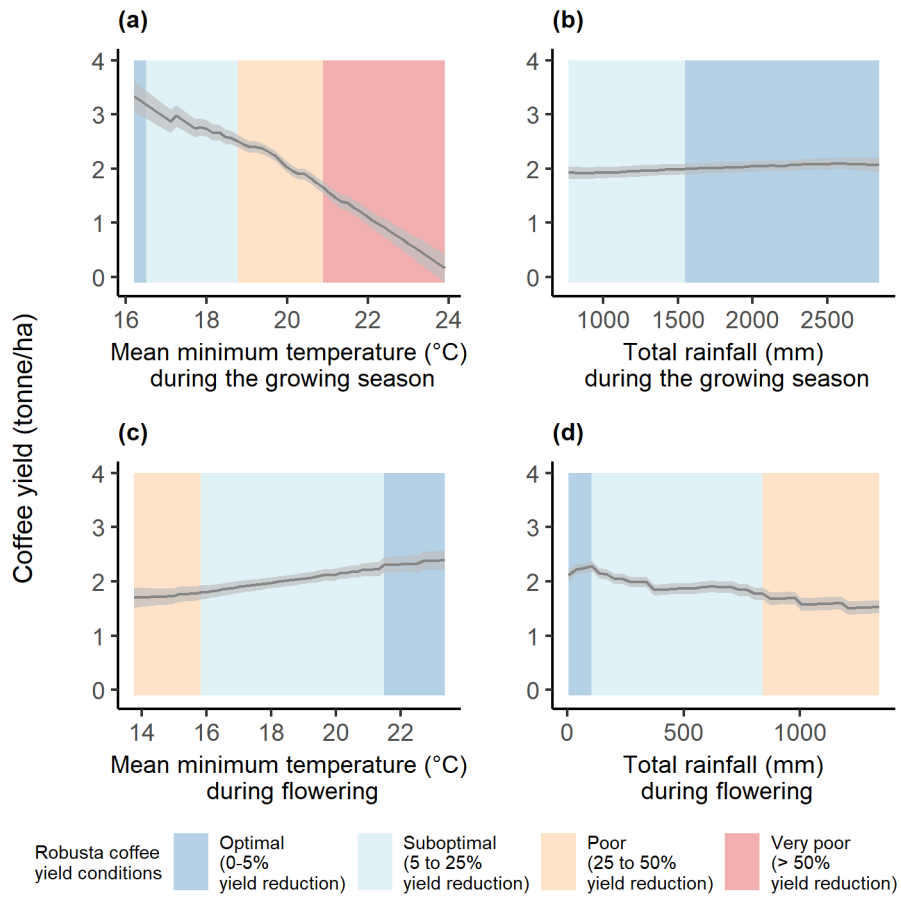 (a)
(b)
4
3
2
1
0
16 18 20 22 24
Mean minimum temperature (°C)
during the growing season
4
3
2
1
0
1000 1500 2000 2500
Total rainfall (mm)
during the growing season
Coffee yield (tonne/ha)
(c)
(d)
4
3
2
1
0
14 16 18 20 22
Mean minimum temperature (°C)
during flowering
4
3
2
1
0
0 500 1000
Total rainfall (mm)
during flowering
Robusta coffee
yield conditions
Optimal
(0-5%
yield reduction)
Suboptimal
(5 to 25%
yield reduction)
Poor
(25 to 50%
yield reduction)
Very poor
(> 50%
yield reduction)